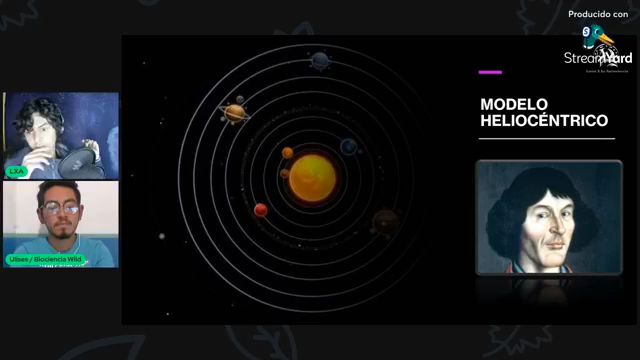 Producido con
StreamYard
MODELO
HELIOCÉNTRICO
LXA
Ulises / Biociencia Wild